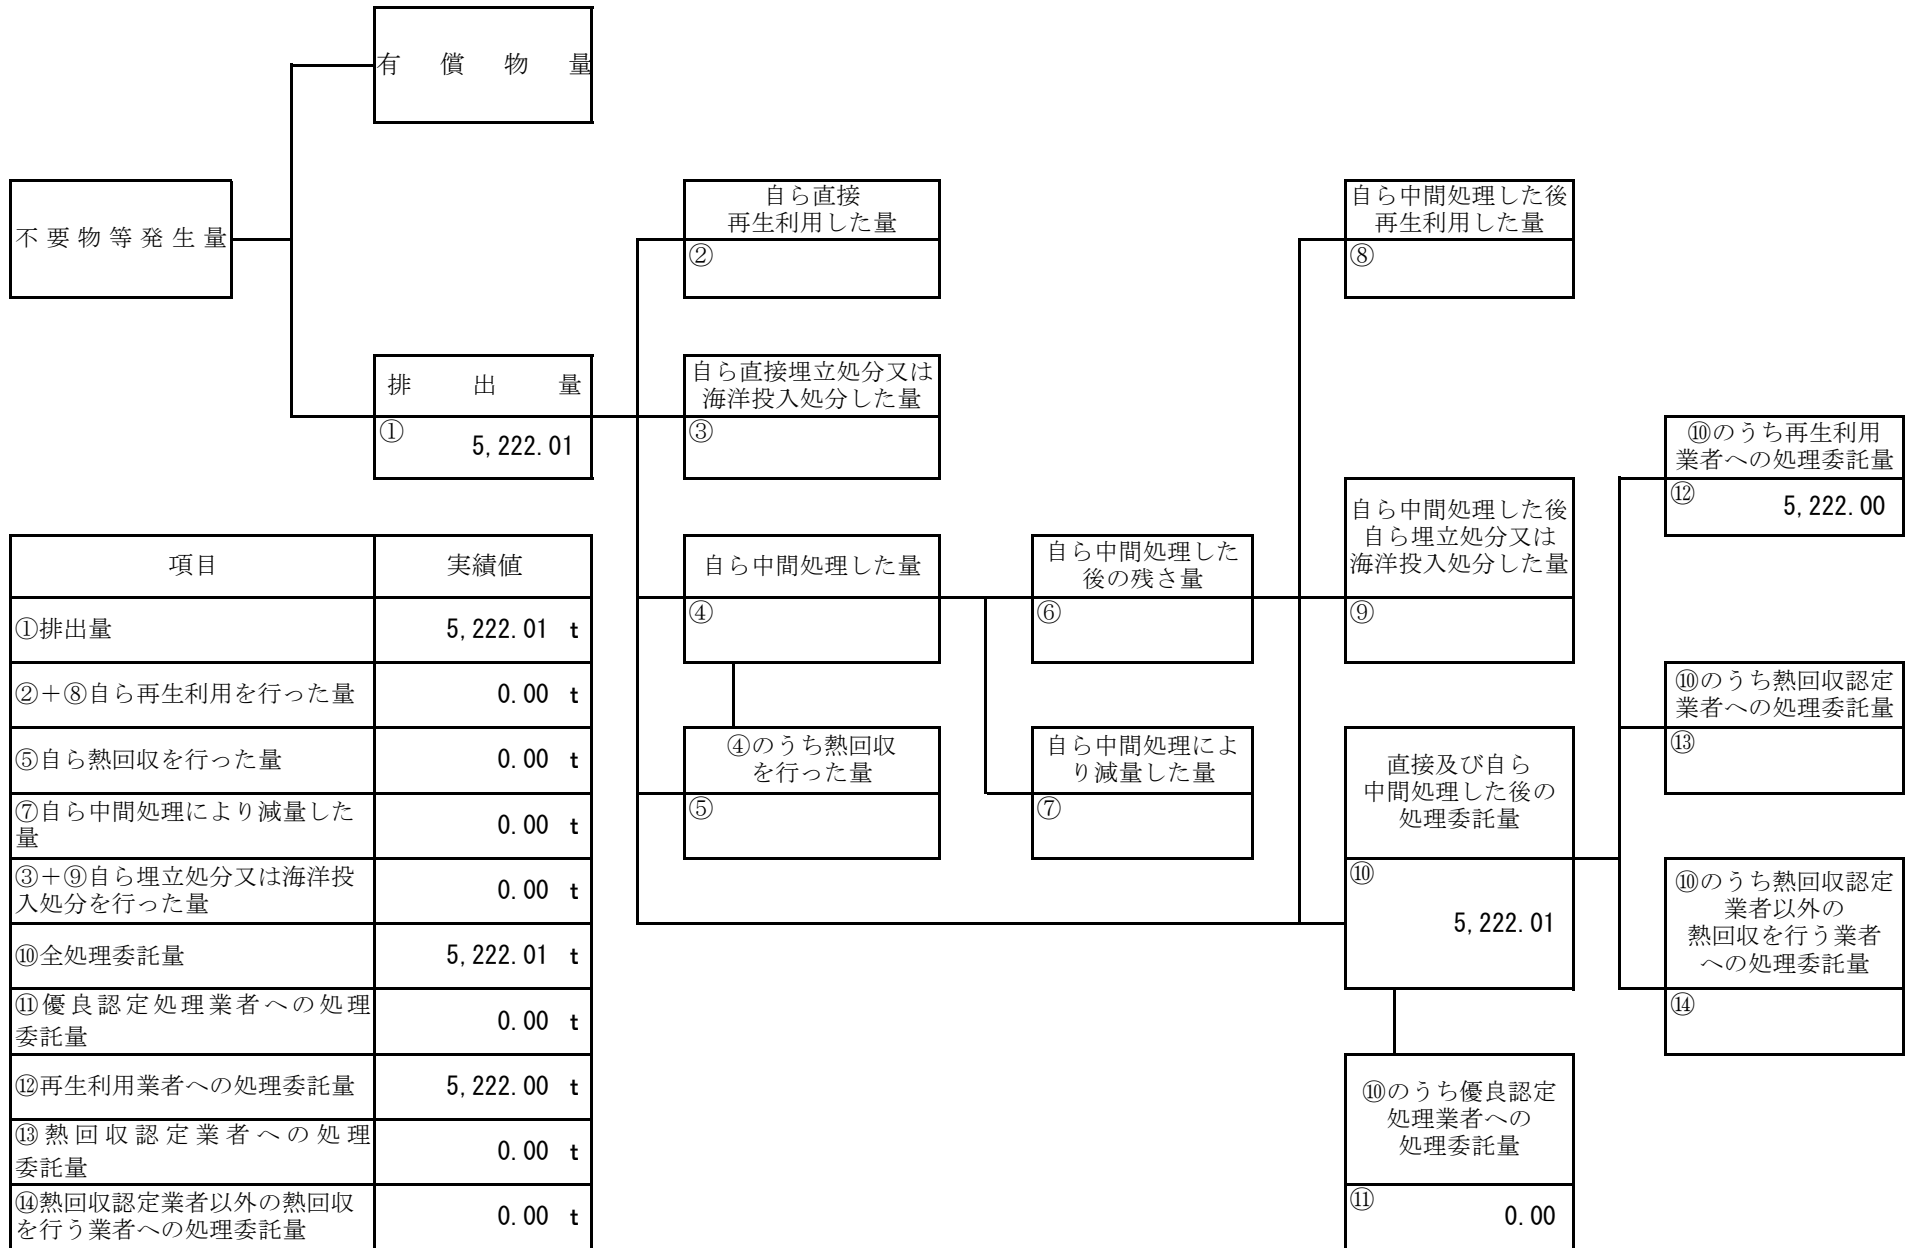 有償物量
不要物等発生量
自ら直接
再生利用した量
②
自ら中間処理した後
再生利用した量
⑧
排出量
① 5,222.01
自ら直接埋立処分又は
海洋投入処分した量
③
⑩のうち再生利用
業者への処理委託量
⑫ 5,222.00
自ら中間処理した量
④
自ら中間処理した
後の残さ量
⑥
自ら中間処理した後
自ら埋立処分又は
海洋投入処分した量
⑨
④のうち熱回収
を行った量
⑤
自ら中間処理によ
り減量した量
⑦
直接及び自ら
中間処理した後の
処理委託量
⑩
5,222.01
⑩のうち熱回収認定
業者への処理委託量
⑬
⑩のうち熱回収認定
業者以外の
熱回収を行う業者
への処理委託量
⑭
⑩のうち優良認定
処理業者への
処理委託量
⑪ 0.00
項目 実績値
①排出量 5,222.01 t
②＋⑧自ら再生利用を行った量 0.00 t
⑤自ら熱回収を行った量 0.00 t
⑦自ら中間処理により減量した
量 0.00 t
③＋⑨自ら埋立処分又は海洋投
入処分を行った量 0.00 t
⑩全処理委託量 5,222.01 t
⑪優良認定処理業者への処理
委託量 0.00 t
⑫再生利用業者への処理委託量 5,222.00 t
⑬熱回収認定業者への処理
委託量 0.00 t
⑭熱回収認定業者以外の熱回収
を行う業者への処理委託量 0.00 t